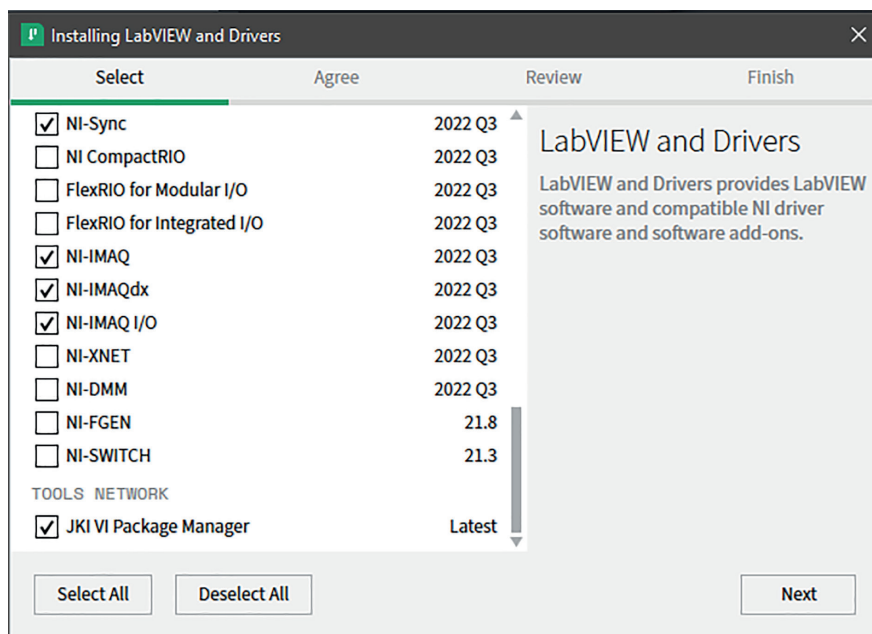 Installing LabVIEW and Drivers
Select Agree Review Finish
NI-Sync 2022 Q3
NI CompactRIO 2022 Q3
FlexRIO for Modular I/O 2022 Q3
FlexRIO for Integrated I/O 2022 Q3
NI-IMAQ 2022 Q3
NI-IMAQdx 2022 Q3
NI-IMAQ I/O 2022 Q3
NI-XNET 2022 Q3
NI-DMM 2022 Q3
NI-FGEN 21.8
NI-SWITCH 21.3
TOOLS NETWORK
JKI VI Package Manager Latest
LabVIEW and Drivers
LabVIEW and Drivers provides LabVIEW
software and compatible NI driver
software and software add-ons.
Select All Deselect All Next